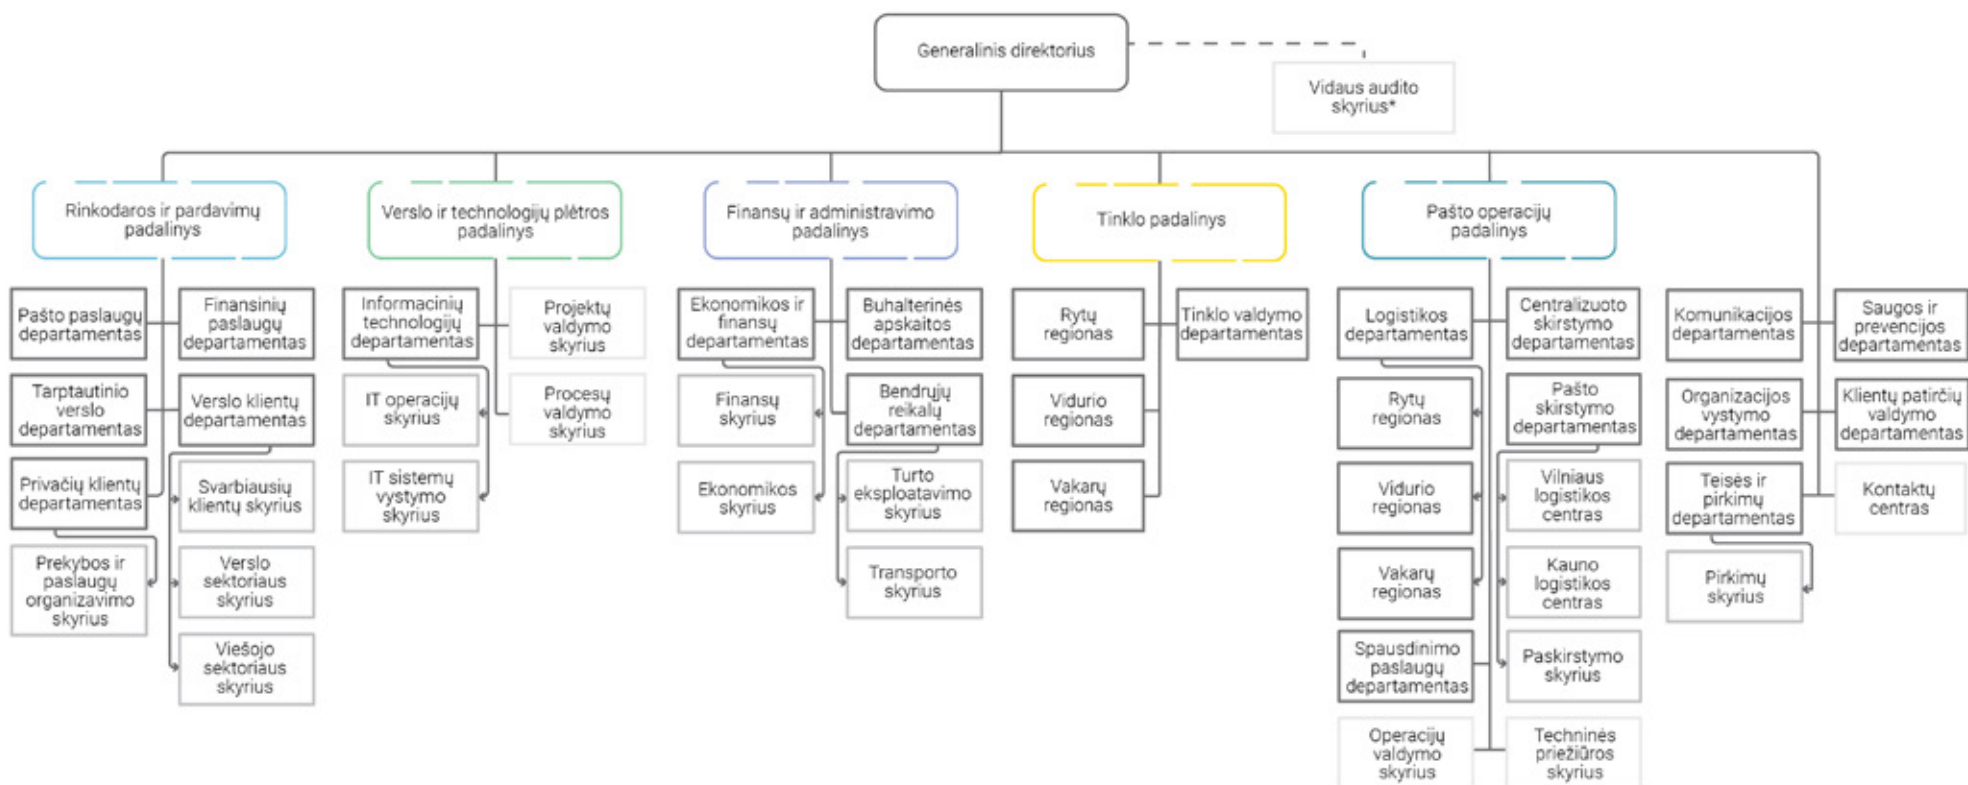 Generalinis direktorius
Vidaus audito
skyrius*
Rinkodaros ir pardavimų
padalinys
Verslo ir technologijų plėtros
padalinys
Finansų ir administravimo
padalinys
Tinklo padalinys
Pašto operacijų
padalinys
Pašto paslaugų
departamentas
Finansinių
paslaugų
departamentas
Tarptautinio
verslo
departamentas
Verslo klientų
departamentas
Privačių klientų
departamentas
Svarbiausių
klientų skyrius
Prekybos ir
paslaugų
organizavimo
skyrius
Verslo
sektoriaus
skyrius
Viešojo
sektoriaus
skyrius
Informacinių
technologijų
departamentas
Projektų
valdymo
skyrius
IT operacijų
skyrius
Procesų
valdymo
skyrius
IT sistemų
vystymo
skyrius
Ekonomikos ir
finansų
departamentas
Buhalterinės
apskaitos
departamentas
Finansų
skyrius
Bendrųjų
reikalų
departamentas
Ekonomikos
skyrius
Turto
eksploatavimo
skyrius
Transporto
skyrius
Rytų
regionas
Tinklo valdymo
departamentas
Vidurio
regionas
Vakarų
regionas
Logistikos
departamentas
Centralizuoto
skirstymo
departamentas
Rytų
regionas
Pašto
skirstymo
departamentas
Vidurio
regionas
Vilniaus
logistikos
centras
Vakarų
regionas
Kauno
logistikos
centras
Spausdinimo
paslaugų
departamentas
Paskirstymo
skyrius
Operacijų
valdymo
skyrius
Techninės
priežiūros
skyrius
Komunikacijos
departamentas
Saugos ir
prevencijos
departamentas
Organizacijos
vystymo
departamentas
Klientų patirčių
valdymo
departamentas
Teisės ir
pirkimų
departamentas
Kontaktų
centras
Pirkimų
skyrius